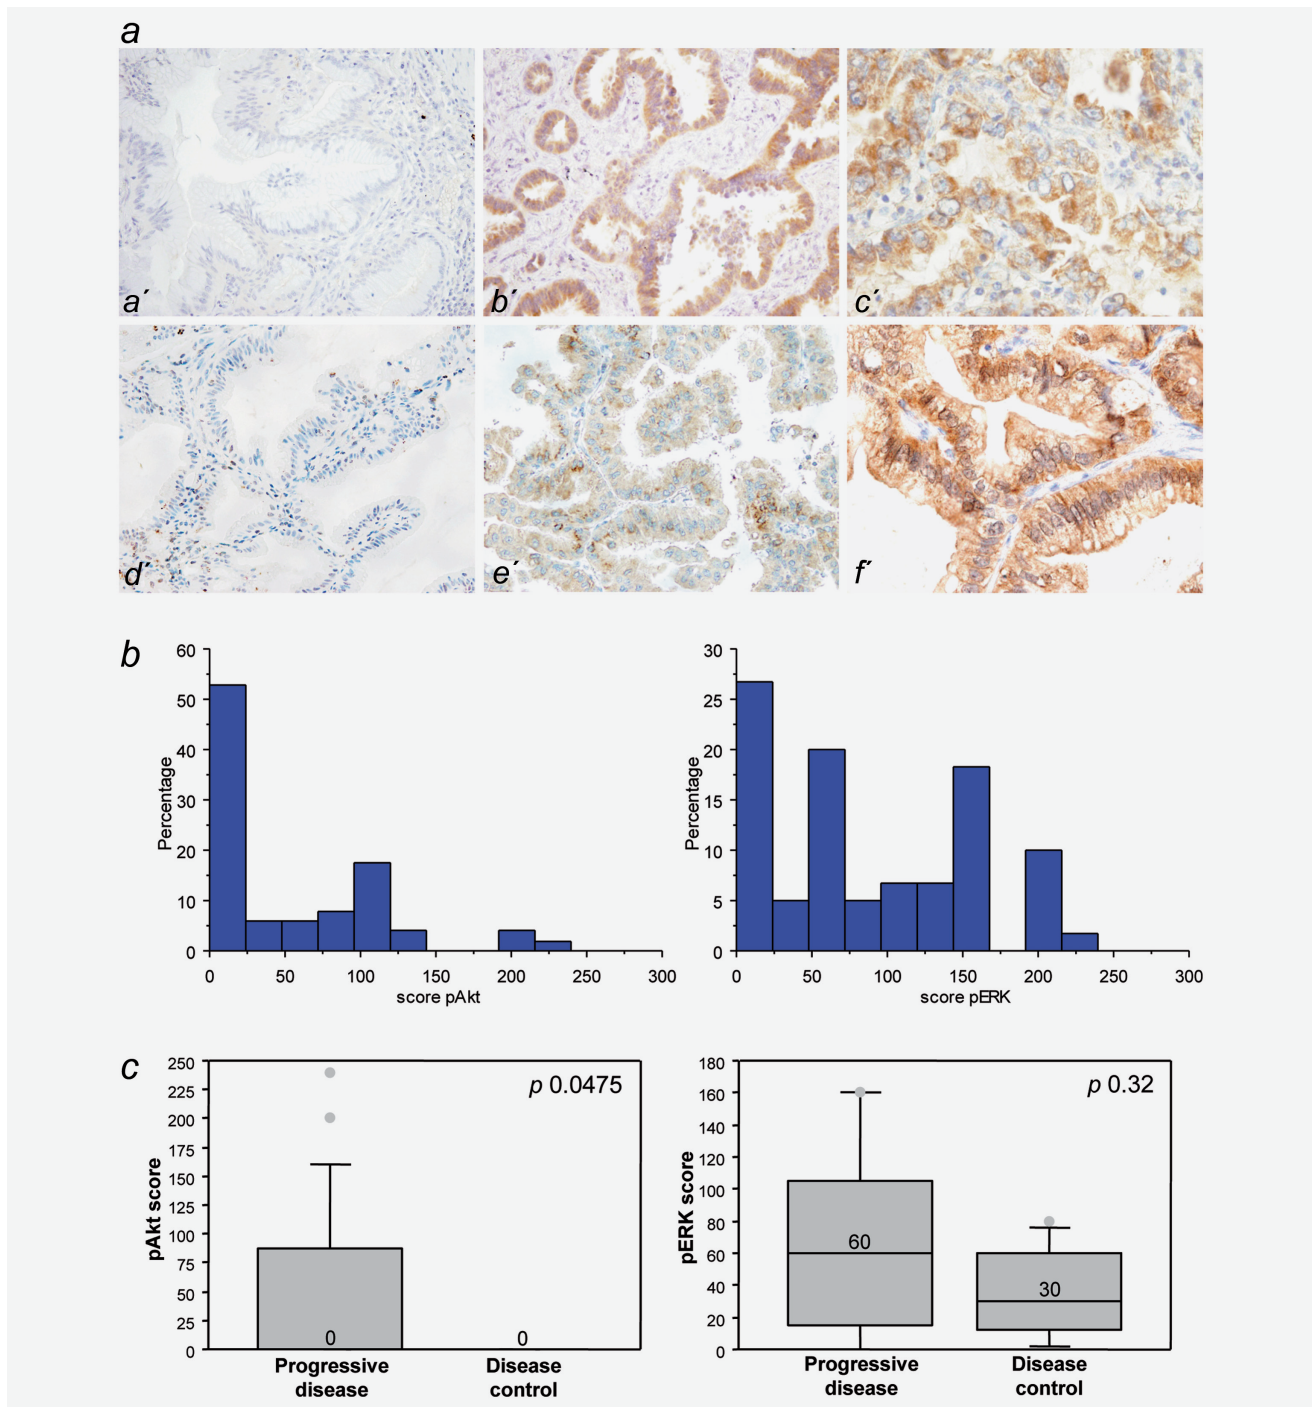 a
a´
b´
c´
d´
e´
f´
b
60
50
40
30
20
10
0
Percentage
0 50 100 150 200 250 300
score pAkt
30
25
20
15
10
5
0
Percentage
0 50 100 150 200 250 300
score pERK
c
250
225
200
175
150
125
100
75
50
25
0
pAkt score
p 0.0475
0
0
Progressive
disease
Disease
control
180
160
140
120
100
80
60
40
20
0
pERK score
p 0.32
60
30
Progressive
disease
Disease
control